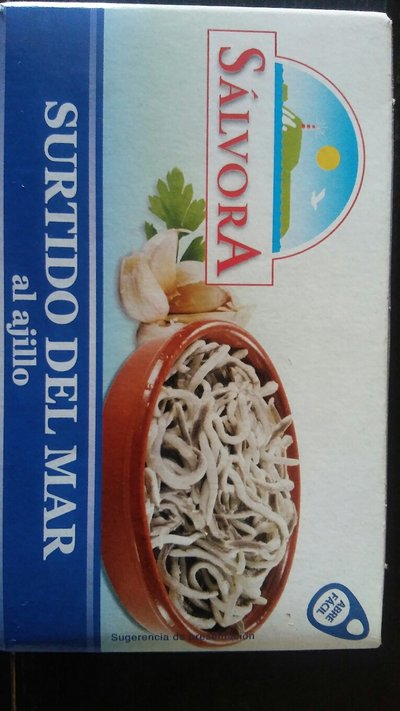 SÁLVORA
SURTIDO DEL MAR
al ajillo
ABRE
FÁCIL
Sugerencia de presentación